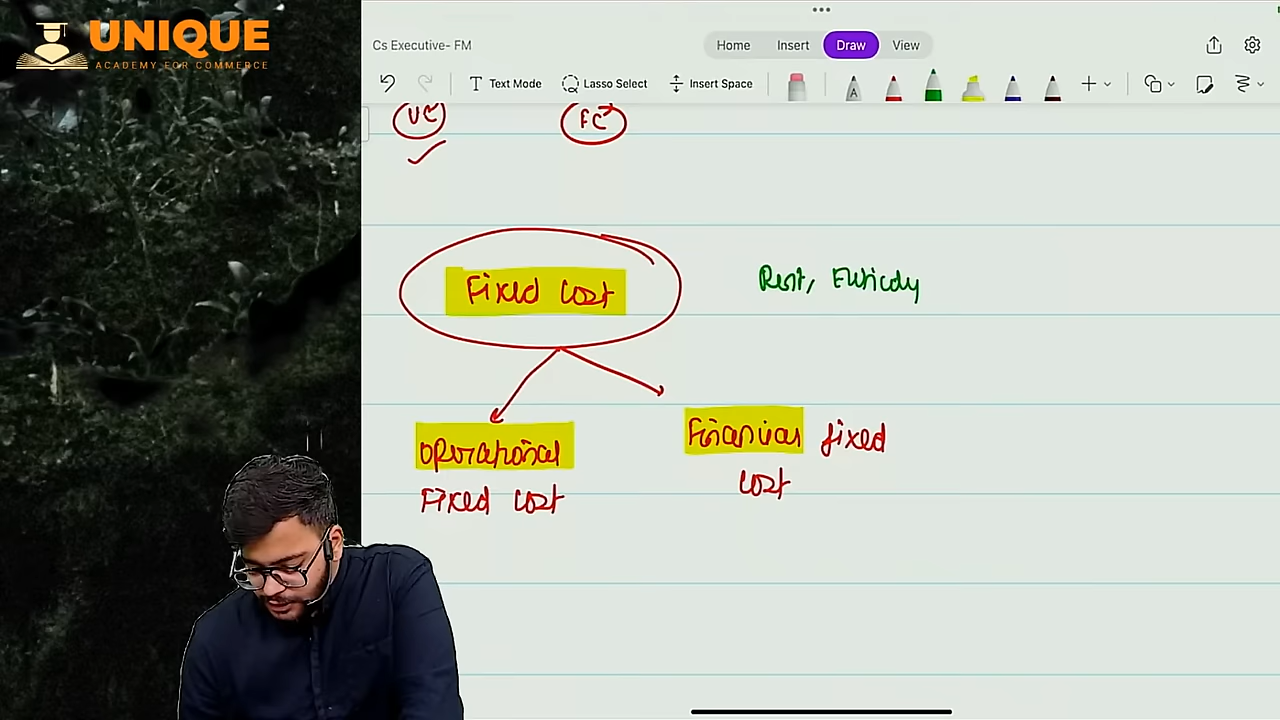 UNIQUE
ACADEMY FOR COMMERCE
Cs Executive- FM
Home
Insert
Draw
View
Text Mode
Lasso Select
Insert Space
VC
FC
Fixed Cost
Rent,
Operational
Fixed Cost
Financial fixed
Cost